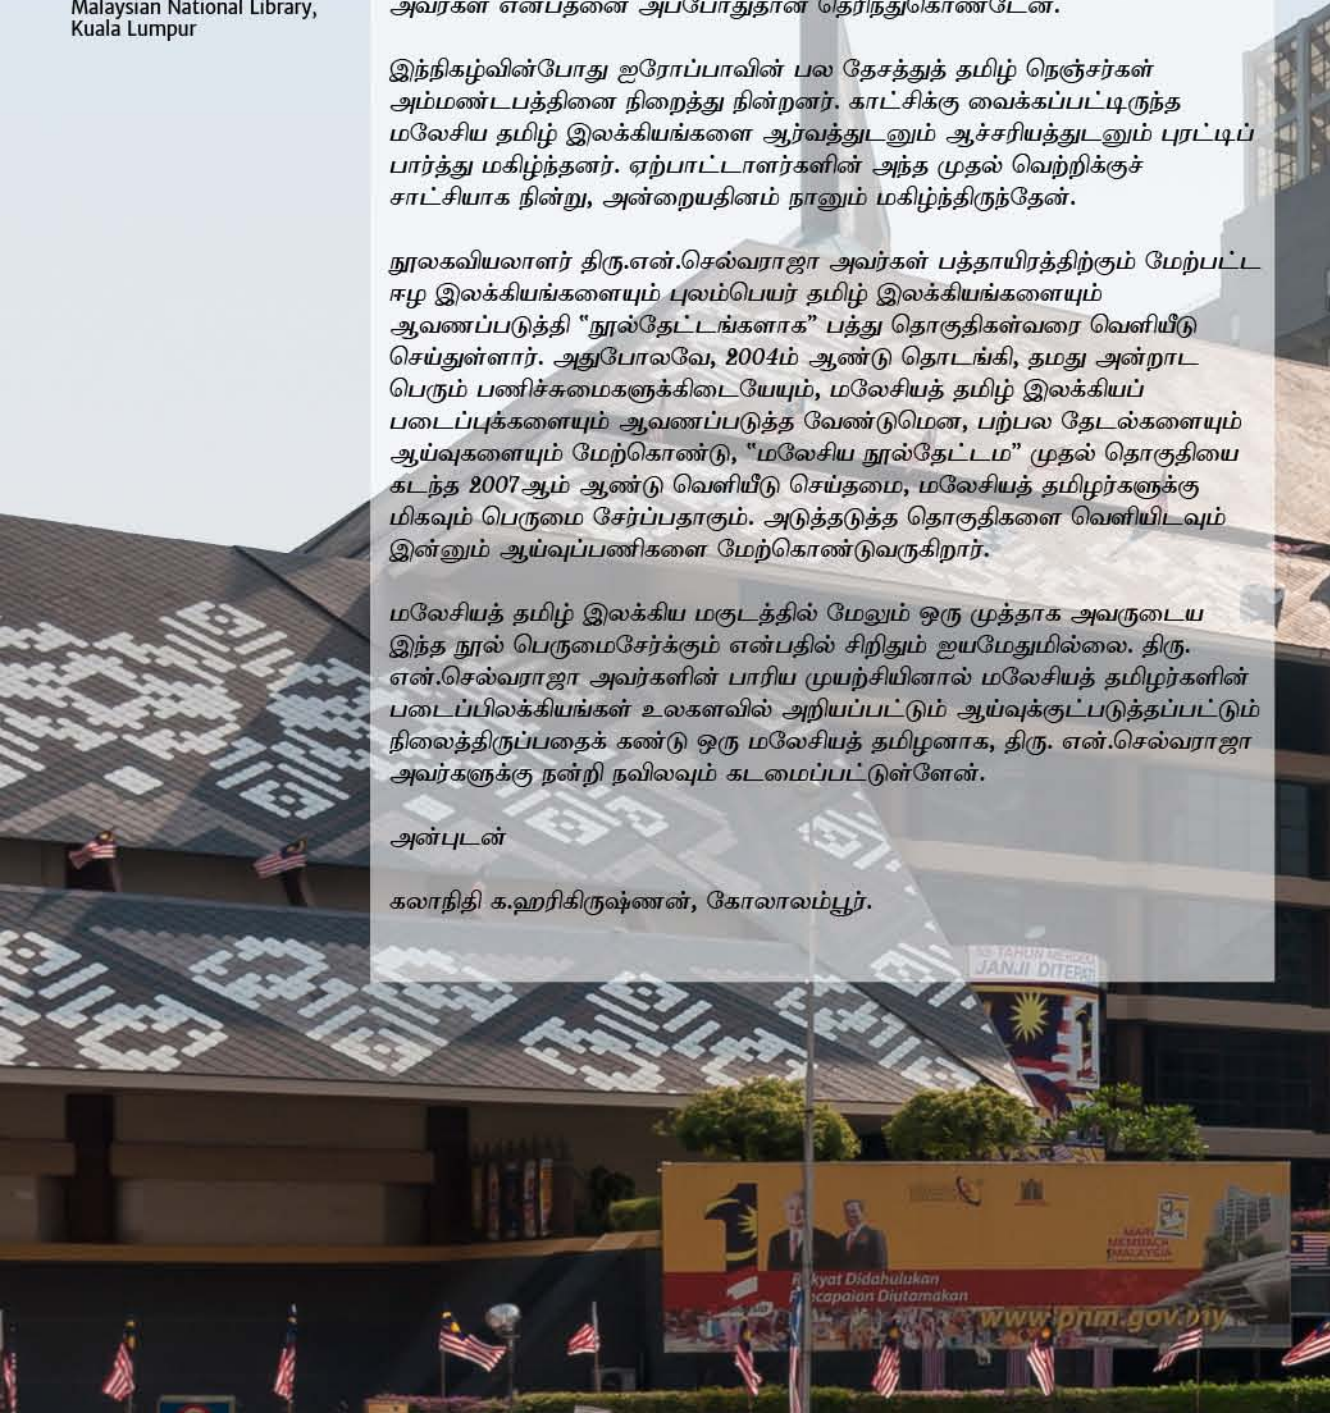 Malaysian National Library,
Kuala Lumpur
அவர்கள் என்பதனை அப்போதுதான் தெரிந்துகொண்டேன்.
இந்நிகழ்வின்போது ஐரோப்பாவின் பல தேசத்துத் தமிழ் நெஞ்சர்கள்
அம்மண்டபத்தினை நிறைத்து நின்றனர். காட்சிக்கு வைக்கப்பட்டிருந்த
மலேசிய தமிழ் இலக்கியங்களை ஆர்வத்துடனும் ஆச்சரியத்துடனும் புரட்டிப்
பார்த்து மகிழ்ந்தனர். ஏற்பாட்டாளர்களின் அந்த முதல் வெற்றிக்குச்
சாட்சியாக நின்று, அன்றையதினம் நானும் மகிழ்ந்திருந்தேன்.
நூலகவியலாளர் திரு.என்.செல்வராஜா அவர்கள் பத்தாயிரத்திற்கும் மேற்பட்ட
ஈழ இலக்கியங்களையும் புலம்பெயர் தமிழ் இலக்கியங்களையும்
ஆவணப்படுத்தி “நூல்தேட்டங்களாக” பத்து தொகுதிகள்வரை வெளியீடு
செய்துள்ளார். அதுபோலவே, 2004ம் ஆண்டு தொடங்கி, தமது அன்றாட
பெரும் பணிச்சுமைகளுக்கிடையேயும், மலேசியத் தமிழ் இலக்கியப்
படைப்புக்களையும் ஆவணப்படுத்த வேண்டுமென, பற்பல தேடல்களையும்
ஆய்வுகளையும் மேற்கொண்டு, “மலேசிய நூல்தேட்டம” முதல் தொகுதியை
கடந்த 2007ஆம் ஆண்டு வெளியீடு செய்தமை, மலேசியத் தமிழர்களுக்கு
மிகவும் பெருமை சேர்ப்பதாகும். அடுத்தடுத்த தொகுதிகளை வெளியிடவும்
இன்னும் ஆய்வுப்பணிகளை மேற்கொண்டுவருகிறார்.
மலேசியத் தமிழ் இலக்கிய மகுடத்தில் மேலும் ஒரு முத்தாக அவருடைய
இந்த நூல் பெருமைசேர்க்கும் என்பதில் சிறிதும் ஐயமேதுமில்லை. திரு.
என்.செல்வராஜா அவர்களின் பாரிய முயற்சியினால் மலேசியத் தமிழர்களின்
படைப்பிலக்கியங்கள் உலகளவில் அறியப்பட்டும் ஆய்வுக்குட்படுத்தப்பட்டும்
நிலைத்திருப்பதைக் கண்டு ஒரு மலேசியத் தமிழனாக, திரு. என்.செல்வராஜா
அவர்களுக்கு நன்றி நவிலவும் கடமைப்பட்டுள்ளேன்.
அன்புடன்
கலாநிதி க.ஹரிகிருஷ்ணன், கோலாலம்பூர்.
TAHUN MERDEKA
JANJI DITEPATI
1
MEMBACA
1MALAYSIA
Rakyat Didahulukan
Pencapaian Diutamakan
www.pnm.gov.my